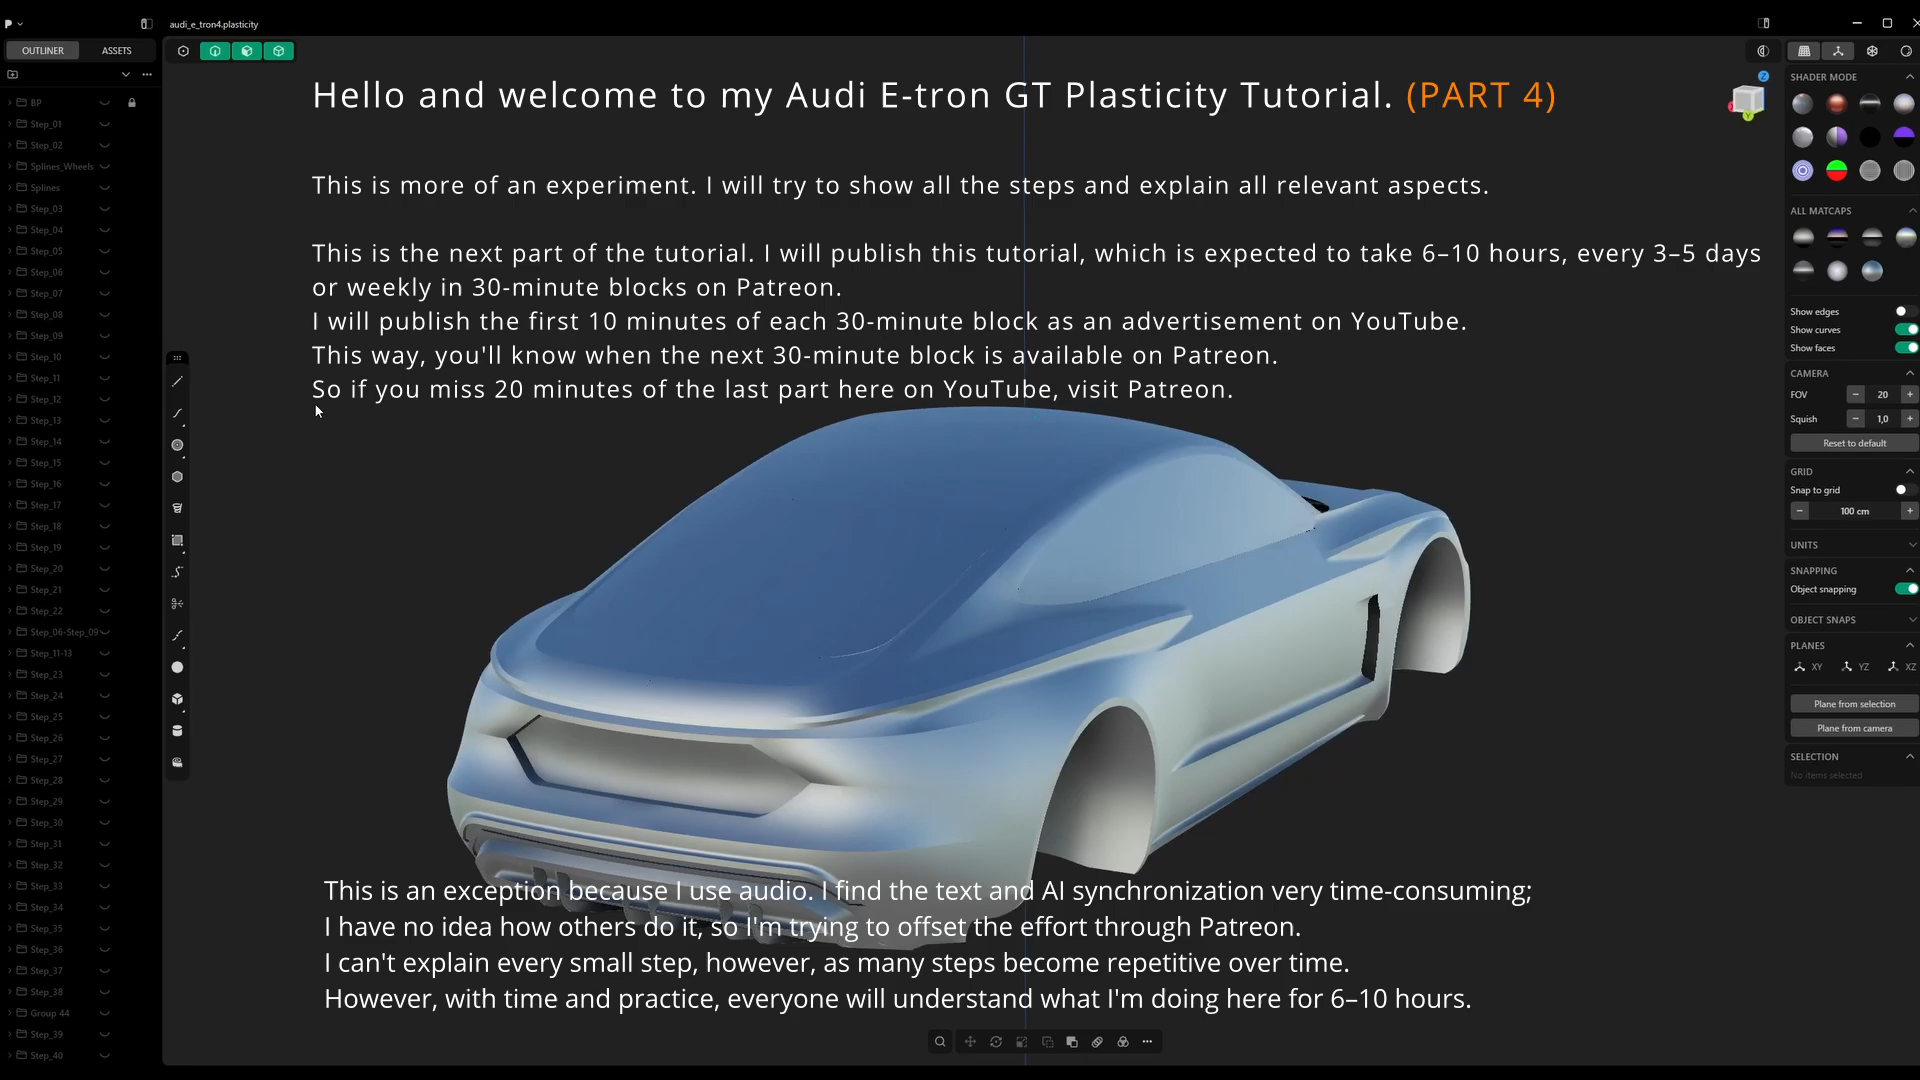 audi_e_tron4.plasticity
OUTLINER
ASSETS
BP
Step_01
Step_02
Splines_Wheels
Splines
Step_03
Step_04
Step_05
Step_06
Step_07
Step_08
Step_09
Step_10
Step_11
Step_12
Step_13
Step_14
Step_15
Step_16
Step_17
Step_18
Step_19
Step_20
Step_21
Step_22
Step_06-Step_09
Step_11-13
Step_23
Step_24
Step_25
Step_26
Step_27
Step_28
Step_29
Step_30
Step_31
Step_32
Step_33
Step_34
Step_35
Step_36
Step_37
Step_38
Group 44
Step_39
Step_40
Hello and welcome to my Audi E-tron GT Plasticity Tutorial. (PART 4)
This is more of an experiment. I will try to show all the steps and explain all relevant aspects.
This is the next part of the tutorial. I will publish this tutorial, which is expected to take 6–10 hours, every 3–5 days
or weekly in 30-minute blocks on Patreon.
I will publish the first 10 minutes of each 30-minute block as an advertisement on YouTube.
This way, you'll know when the next 30-minute block is available on Patreon.
So if you miss 20 minutes of the last part here on YouTube, visit Patreon.
This is an exception because I use audio. I find the text and AI synchronization very time-consuming;
I have no idea how others do it, so I'm trying to offset the effort through Patreon.
I can't explain every small step, however, as many steps become repetitive over time.
However, with time and practice, everyone will understand what I'm doing here for 6–10 hours.
Z
Y
SHADER MODE
ALL MATCAPS
Show edges
Show curves
Show faces
CAMERA
FOV − 20 +
Squish − 1,0 +
Reset to default
GRID
Snap to grid
− 100 cm +
UNITS
SNAPPING
Object snapping
OBJECT SNAPS
PLANES
XY YZ XZ
Plane from selection
Plane from camera
SELECTION
No items selected